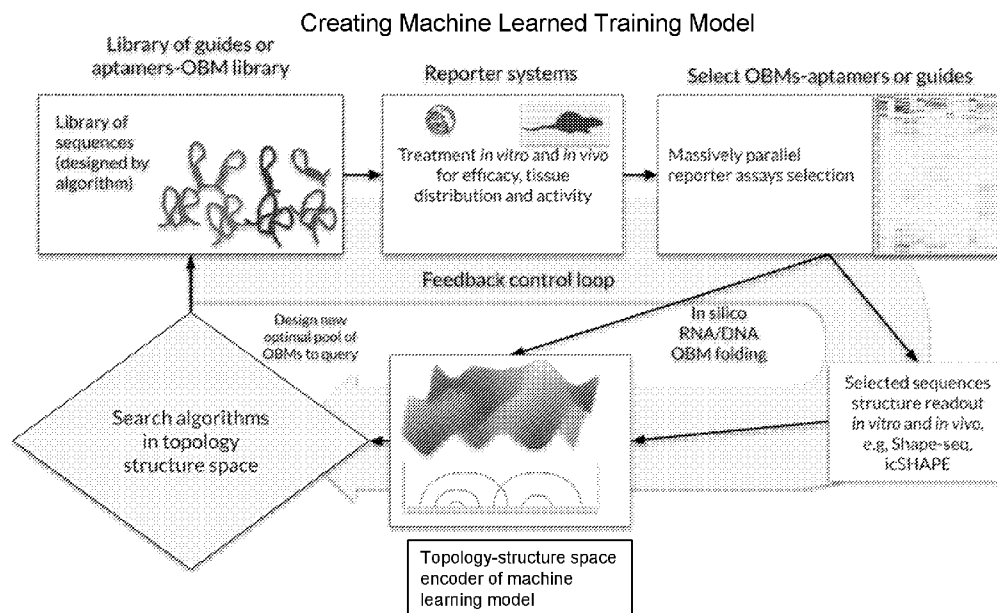 Creating Machine Learned Training Model
Library of guides or
aptamers-OBM library
Reporter systems
Select OBMs-aptamers or guides
Library of
sequences
(designed by
algorithm)
Treatment in vitro and in vivo
for efficacy, tissue
distribution and activity
Massively parallel
reporter assays selection
Feedback control loop
Design new
optimal pool of
OBMs to query
In silico
RNA/DNA
OBM folding
Search algorithms
in topology
structure space
Selected sequences
structure readout
in vitro and in vivo,
e.g, Shape-seq,
icSHAPE
Topology-structure space
encoder of machine
learning model